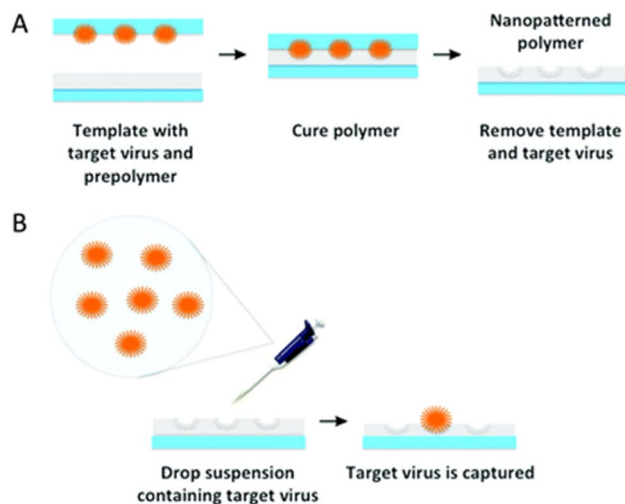 A
Template with
target virus and
prepolymer
Cure polymer
Nanopatterned
polymer
Remove template
and target virus
B
Drop suspension
containing target virus
Target virus is captured